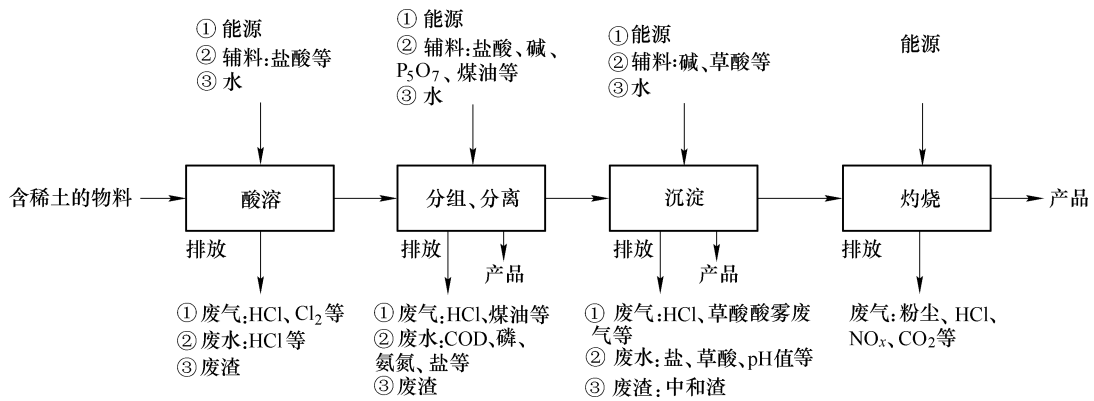 ① 能源
② 辅料:盐酸等
③ 水
① 能源
② 辅料:盐酸、碱、
P₅O₇、煤油等
③ 水
① 能源
② 辅料:碱、草酸等
③ 水
能源
含稀土的物料
酸溶
分组、分离
沉淀
灼烧
产品
排放
排放
产品
排放
产品
排放
① 废气:HCl、Cl₂等
② 废水:HCl等
③ 废渣
① 废气:HCl、煤油等
② 废水:COD、磷、
氨氮、盐等
③ 废渣
① 废气:HCl、草酸酸雾废
气等
② 废水:盐、草酸、pH值等
③ 废渣:中和渣
废气:粉尘、HCl、
NOₓ、CO₂等